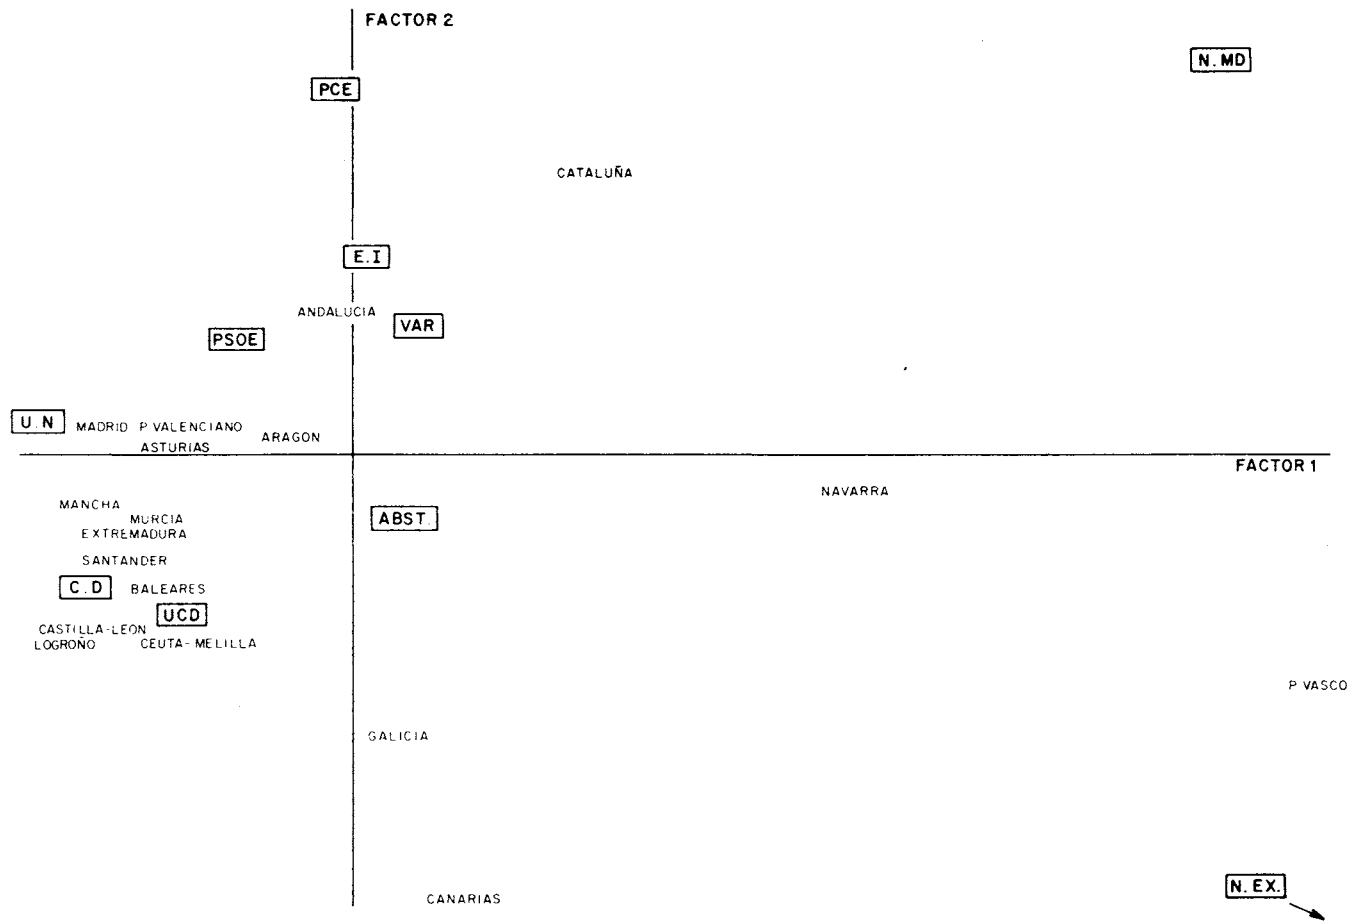 FACTOR 2
N. MD
PCE
CATALUÑA
E. I
ANDALUCIA
VAR
PSOE
U. N
MADRID P. VALENCIANO
ARAGON
ASTURIAS
FACTOR 1
NAVARRA
MANCHA
ABST.
MURCIA
EXTREMADURA
SANTANDER
C. D
BALEARES
UCD
CASTILLA-LEON
LOGROÑO
CEUTA-MELILLA
P. VASCO
GALICIA
N. EX.
CANARIAS